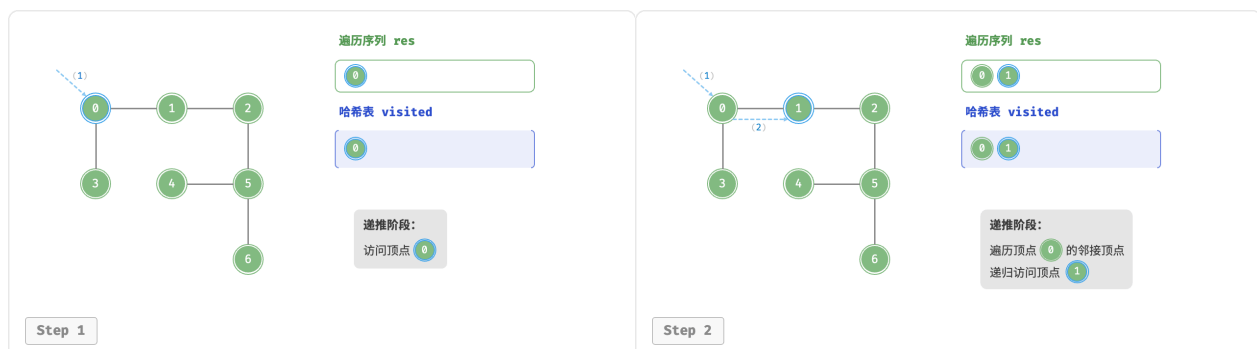 遍历序列 res
0
(1)
0 1 2
哈希表 visited
0
3 4 5
递推阶段：
访问顶点 0
6
Step 1
遍历序列 res
0 1
(1)
0 1 2
哈希表 visited
(2)
0 1
3 4 5
递推阶段：
遍历顶点 0 的邻接顶点
递归访问顶点 1
6
Step 2